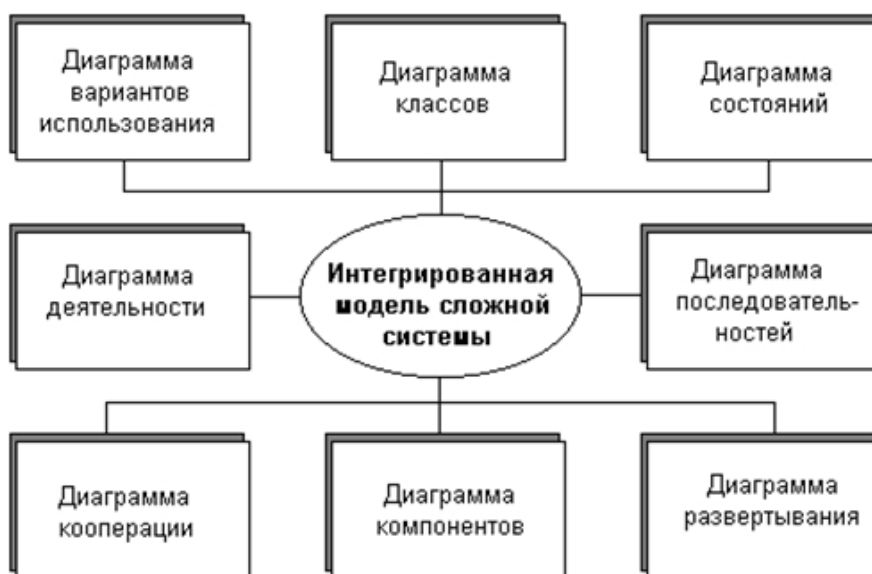 Диаграмма
вариантов
использования
Диаграмма
классов
Диаграмма
состояний
Диаграмма
деятельности
Интегрированная
модель сложной
системы
Диаграмма
последователь-
ностей
Диаграмма
кооперации
Диаграмма
компонентов
Диаграмма
развертывания